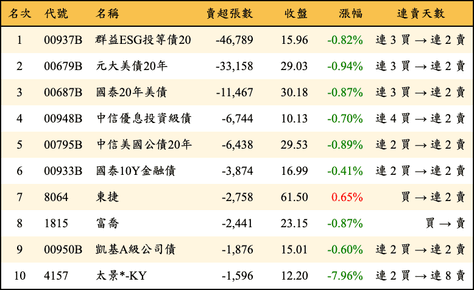 名次 代號 名稱 賣超張數 收盤 漲幅 連賣天數
1 00937B 群益ESG投等債20 -46,789 15.96 -0.82% 連 3 買 → 連 2 賣
2 00679B 元大美債20年 -33,158 29.03 -0.94% 連 2 買 → 連 2 賣
3 00687B 國泰20年美債 -11,467 30.18 -0.87% 連 3 買 → 連 2 賣
4 00948B 中信優息投資級債 -6,744 10.13 -0.70% 連 4 買 → 連 2 賣
5 00795B 中信美國公債20年 -6,438 29.53 -0.89% 連 2 買 → 連 2 賣
6 00933B 國泰10Y金融債 -3,874 16.99 -0.41% 連 2 買 → 連 2 賣
7 8064 東捷 -2,758 61.50 0.65% 買 → 連 2 賣
8 1815 富喬 -2,441 23.15 -0.87% 買 → 賣
9 00950B 凱基A級公司債 -1,876 15.01 -0.60% 連 2 買 → 連 2 賣
10 4157 太景*-KY -1,596 12.20 -7.96% 連 2 買 → 連 8 賣